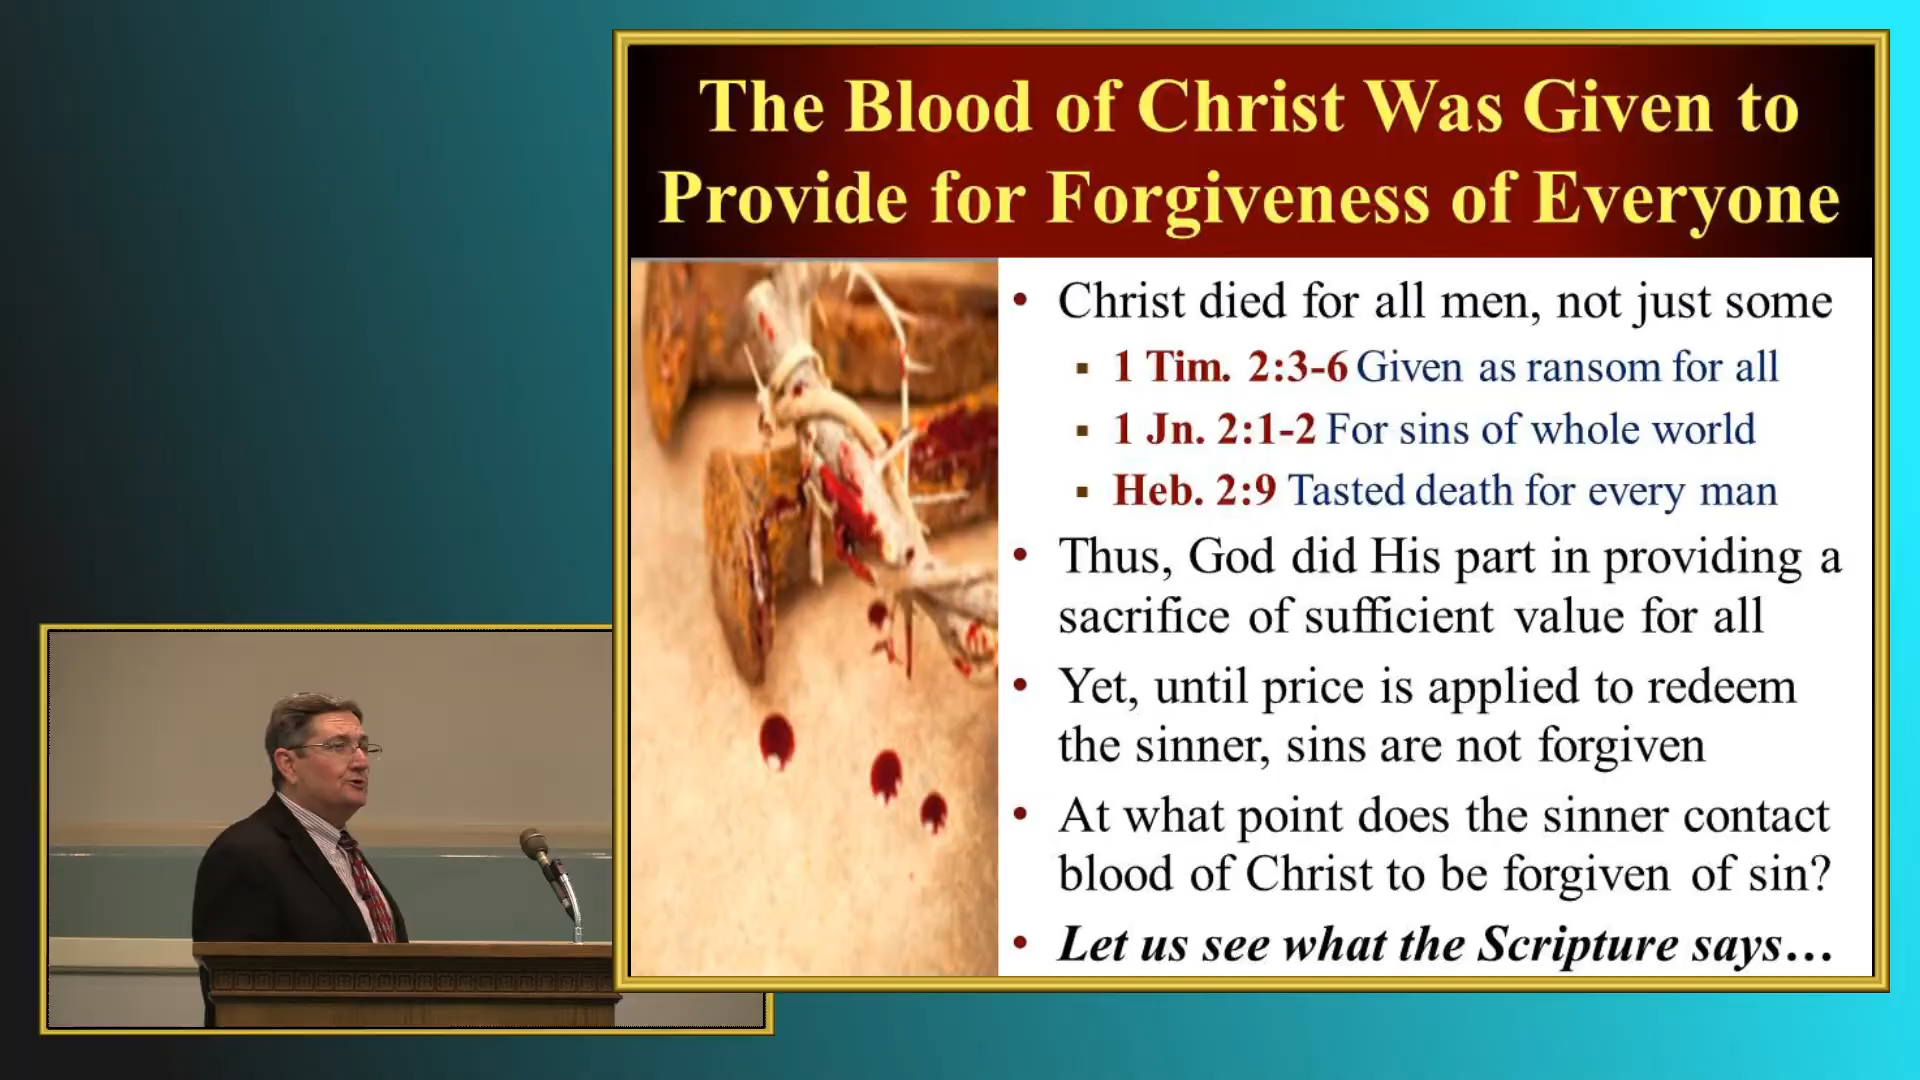 The Blood of Christ Was Given to
Provide for Forgiveness of Everyone
• Christ died for all men, not just some
▪ 1 Tim. 2:3-6 Given as ransom for all
▪ 1 Jn. 2:1-2 For sins of whole world
▪ Heb. 2:9 Tasted death for every man
• Thus, God did His part in providing a
sacrifice of sufficient value for all
• Yet, until price is applied to redeem
the sinner, sins are not forgiven
• At what point does the sinner contact
blood of Christ to be forgiven of sin?
• Let us see what the Scripture says…